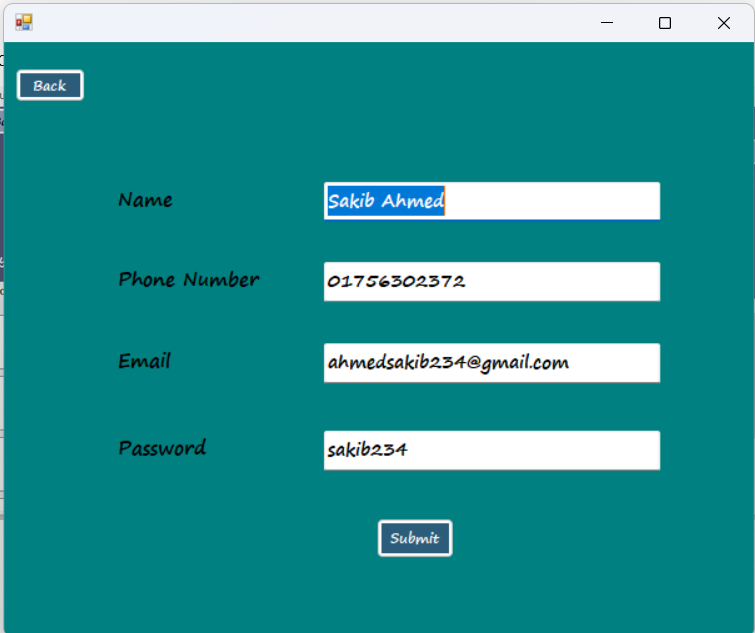 Back
Name
Sakib Ahmed
Phone Number
01756302372
Email
ahmedsakib234@gmail.com
Password
sakib234
Submit